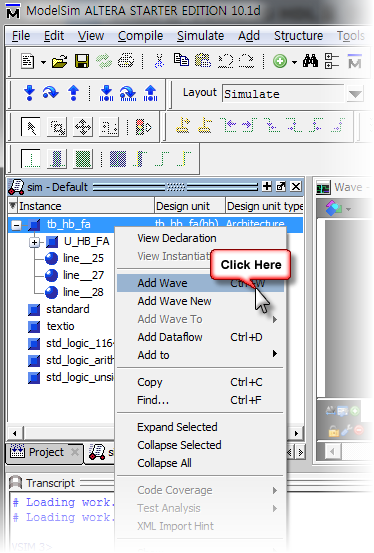 ModelSim ALTERA STARTER EDITION 10.1d
File Edit View Compile Simulate Add Structure Tools
Layout Simulate
sim - Default
Wave -
Instance Design unit Design unit type
tb_hb_fa tb_hb_fa(hb) Architecture
U_HB_FA
line__25
line__27
line__28
standard
textio
std_logic_116
std_logic_arith
std_logic_unsi
View Declaration
View Instantiat
Click Here
Add Wave Ctrl+W
Add Wave New
Add Wave To
Add Dataflow Ctrl+D
Add to
Copy Ctrl+C
Find... Ctrl+F
Expand Selected
Collapse Selected
Collapse All
Code Coverage
Test Analysis
XML Import Hint
Project s
Transcript
# Loading work.
# Loading work.